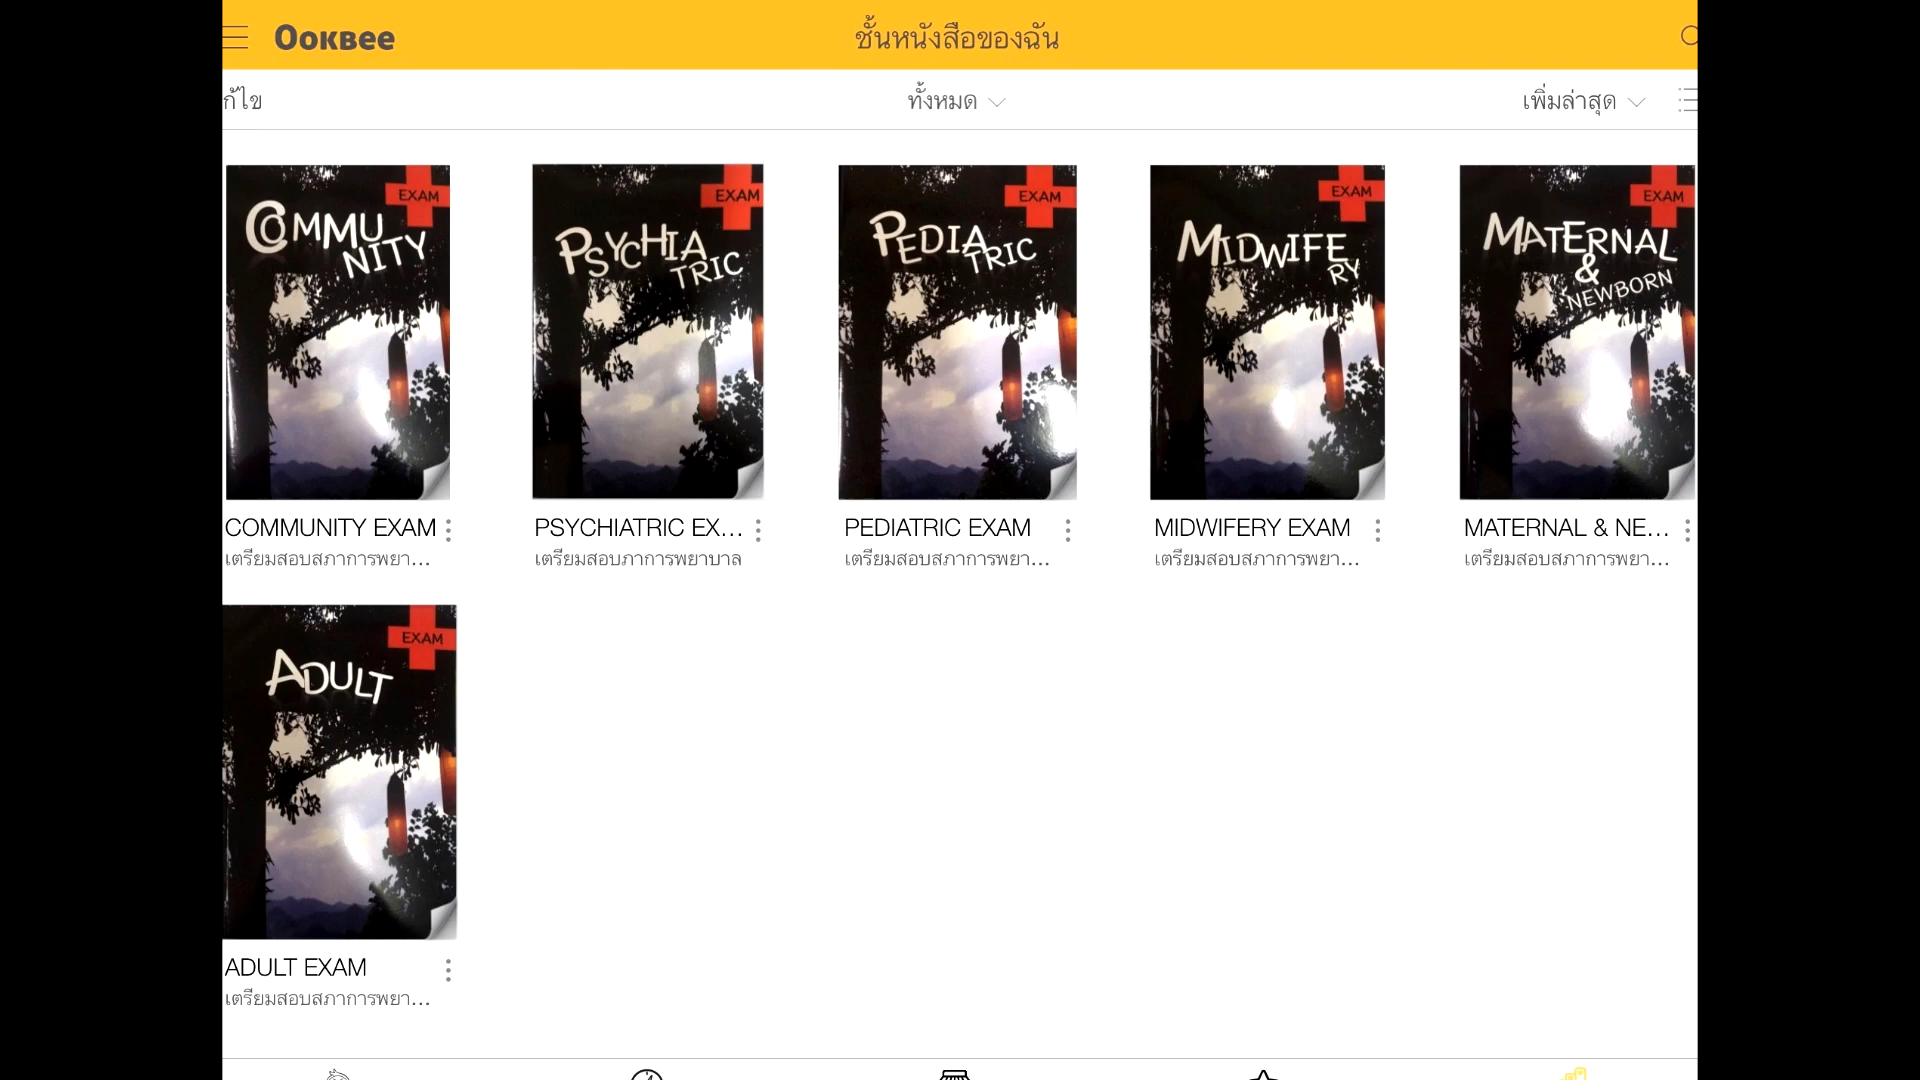 Ookbee
ชั้นหนังสือของฉัน
ก้ไข
ทั้งหมด
เพิ่มล่าสุด
EXAM
COMMU
NITY
EXAM
PSYCHIA
TRIC
EXAM
PEDIA
TRIC
EXAM
MIDWIFE
RY
EXAM
MATERNAL
&
NEWBORN
COMMUNITY EXAM
PSYCHIATRIC EX...
PEDIATRIC EXAM
MIDWIFERY EXAM
MATERNAL & NE...
เตรียมสอบสภาการพยา...
เตรียมสอบภาการพยาบาล
เตรียมสอบสภาการพยา...
เตรียมสอบสภาการพยา...
เตรียมสอบสภาการพยา...
EXAM
ADULT
ADULT EXAM
เตรียมสอบสภาการพยา...